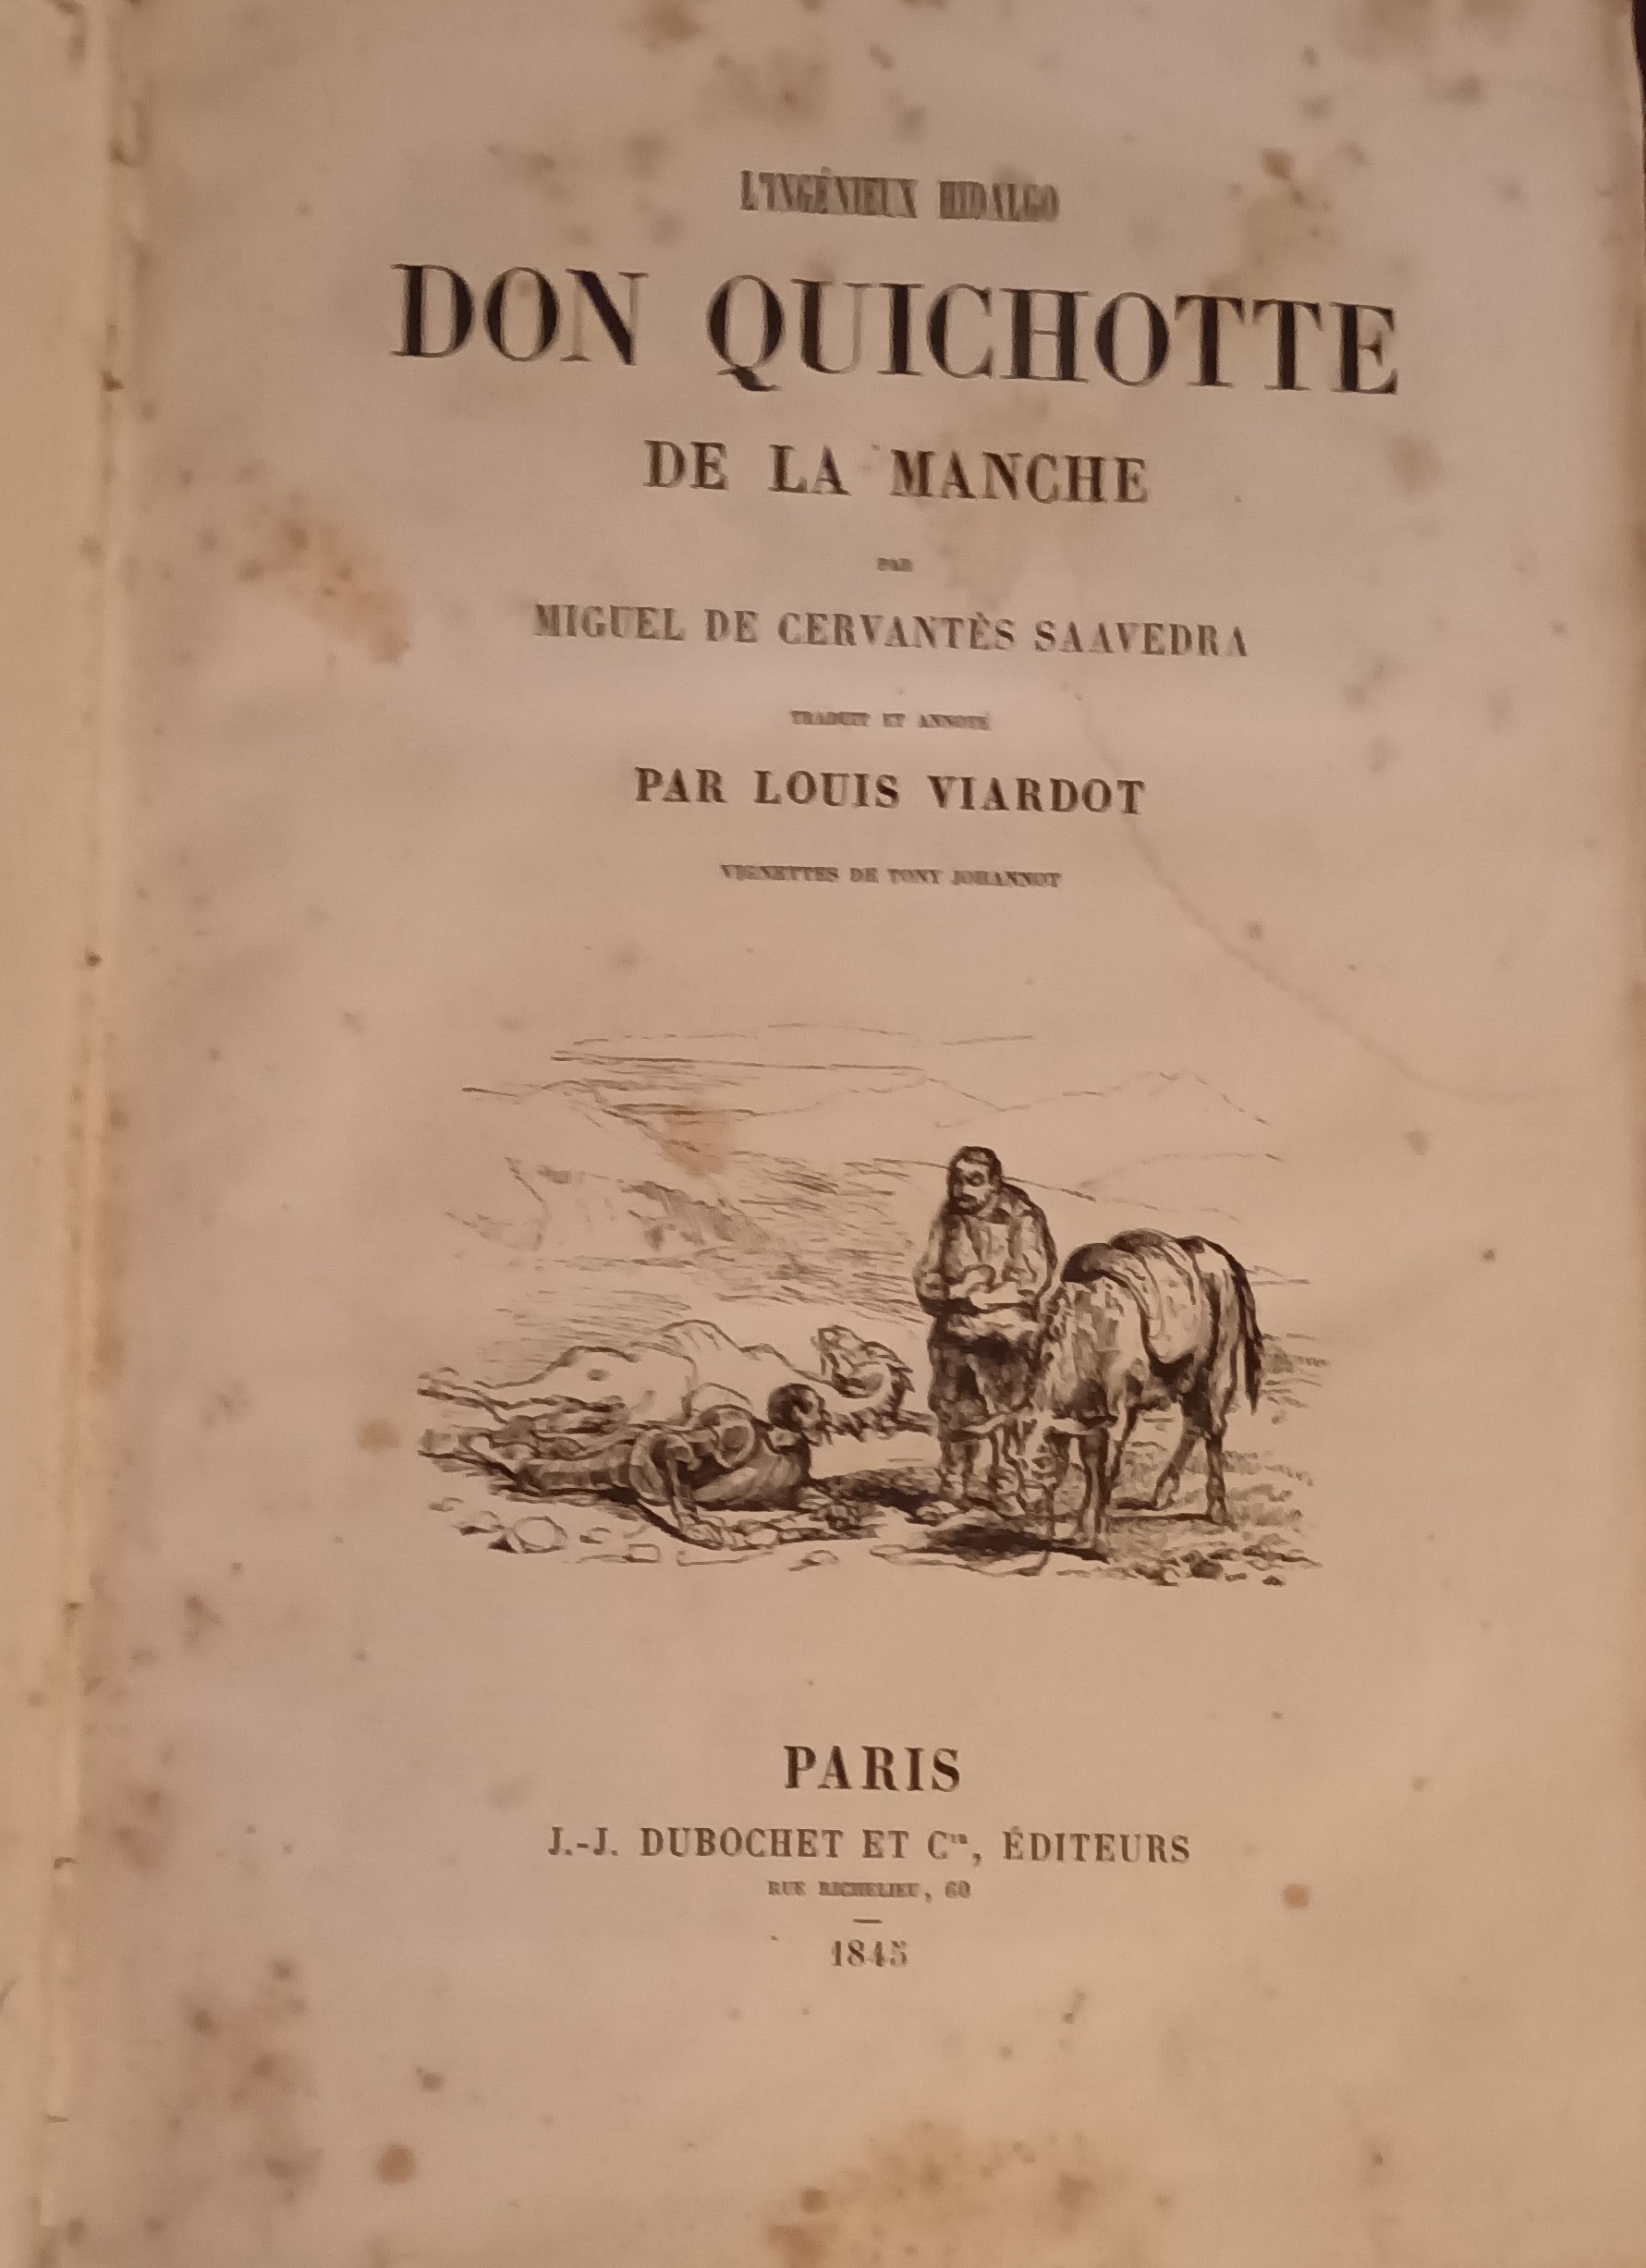 L'INGÉNIEUX HIDALGO
DON QUICHOTTE
DE LA MANCHE
PAR
MIGUEL DE CERVANTÈS SAAVEDRA
TRADUIT ET ANNOTÉ
PAR LOUIS VIARDOT
VIGNETTES DE TONY JOHANNOT
PARIS
J.-J. DUBOCHET ET Cie, ÉDITEURS
RUE RICHELIEU, 60
1845